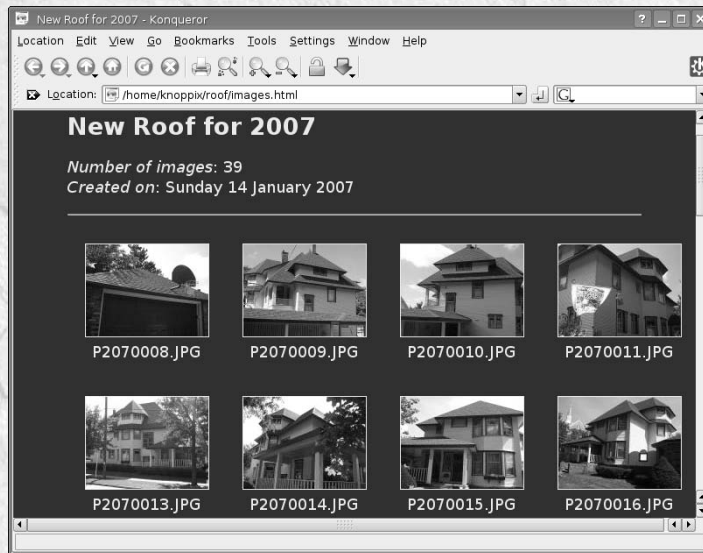 New Roof for 2007 - Konqueror
Location Edit View Go Bookmarks Tools Settings Window Help
Location: /home/knoppix/roof/images.html
New Roof for 2007
Number of images: 39
Created on: Sunday 14 January 2007
P2070008.JPG P2070009.JPG P2070010.JPG P2070011.JPG
P2070013.JPG P2070014.JPG P2070015.JPG P2070016.JPG